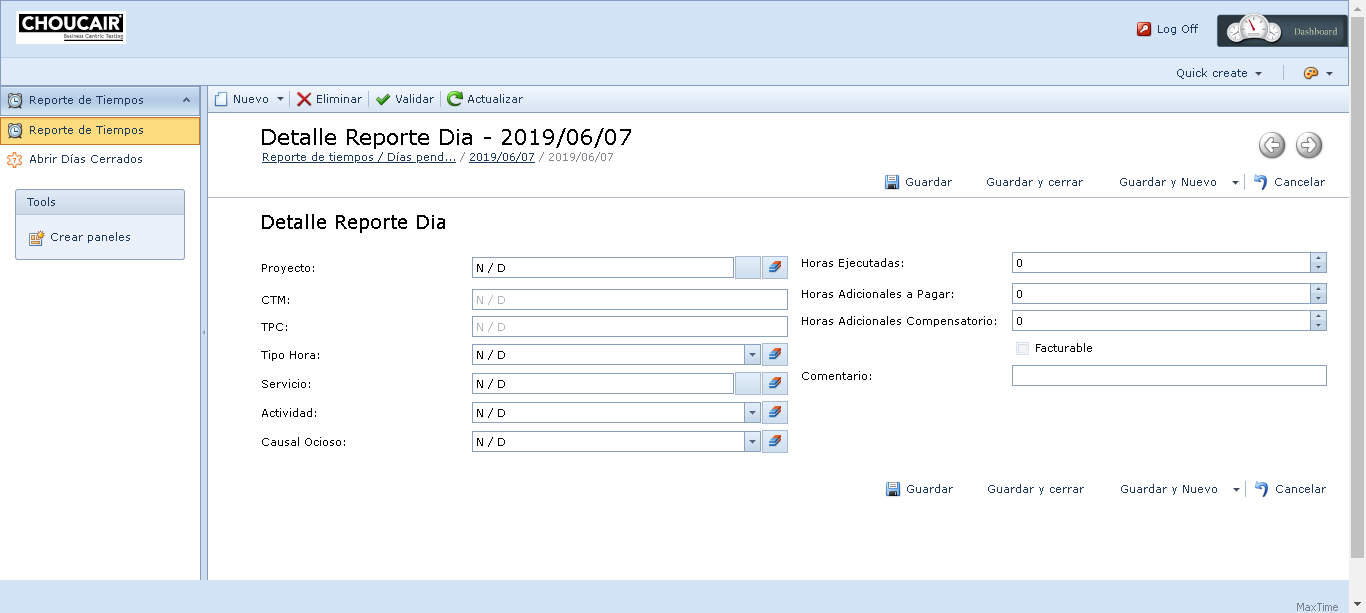 CHOUCAIR
Business Centric Testing
Log Off
Dashboard
Quick create
Reporte de Tiempos
Reporte de Tiempos
Abrir Días Cerrados
Tools
Crear paneles
Nuevo Eliminar Validar Actualizar
Detalle Reporte Dia - 2019/06/07
Reporte de tiempos / Días pend... / 2019/06/07 / 2019/06/07
Guardar Guardar y cerrar Guardar y Nuevo Cancelar
Detalle Reporte Dia
Proyecto: N / D
CTM: N / D
TPC: N / D
Tipo Hora: N / D
Servicio: N / D
Actividad: N / D
Causal Ocioso: N / D
Horas Ejecutadas: 0
Horas Adicionales a Pagar: 0
Horas Adicionales Compensatorio: 0
Facturable
Comentario:
Guardar Guardar y cerrar Guardar y Nuevo Cancelar
MaxTime